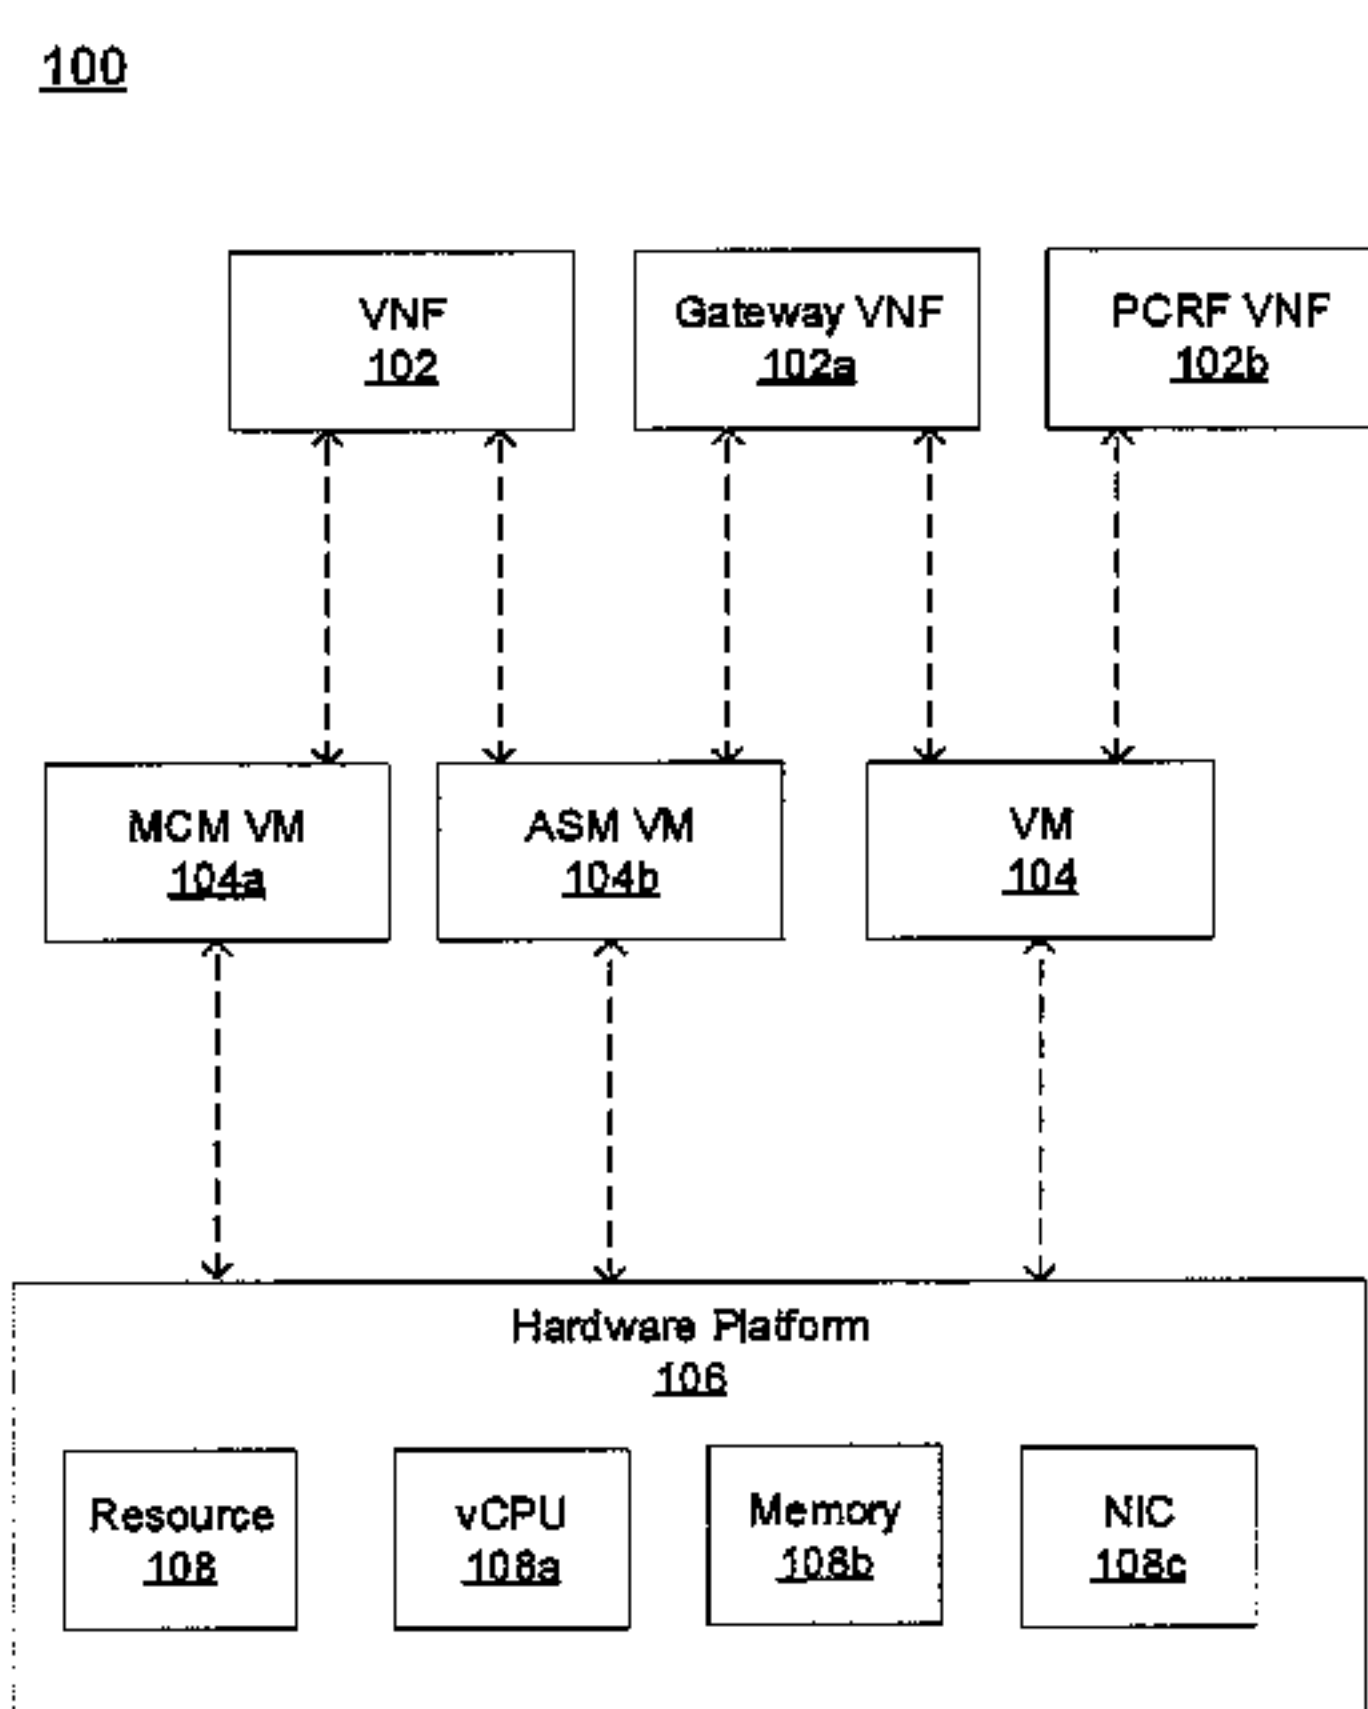 100
VNF
102
Gateway VNF
102a
PCRF VNF
102b
MCM VM
104a
ASM VM
104b
VM
104
Hardware Platform
106
Resource
108
vCPU
108a
Memory
108b
NIC
108c